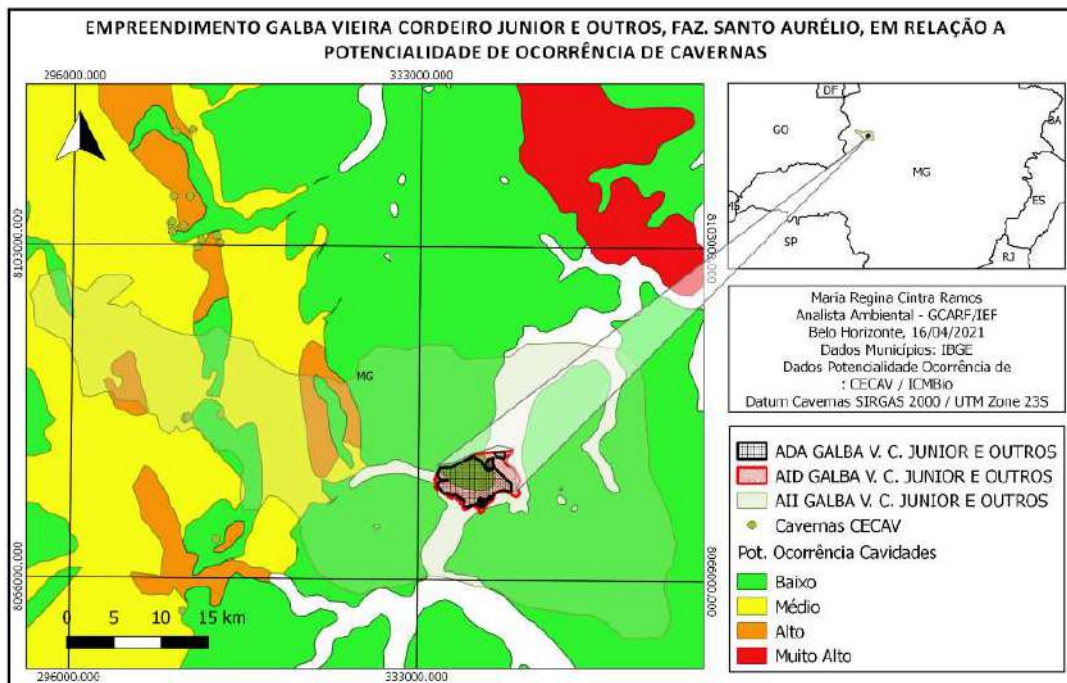 EMPREENDIMENTO GALBA VIEIRA CORDEIRO JUNIOR E OUTROS, FAZ. SANTO AURÉLIO, EM RELAÇÃO A
POTENCIALIDADE DE OCORRÊNCIA DE CAVERNAS
296000.000
333000.000
8103000.000
8103000.000
MG
8066000.000
8066000.000
0 5 10 15 km
296000.000
333000.000
DF
GO
BA
MG
MS
ES
SP
RJ
Maria Regina Cintra Ramos
Analista Ambiental - GCARF/IEF
Belo Horizonte, 16/04/2021
Dados Municípios: IBGE
Dados Potencialidade Ocorrência de
: CECAV / ICMBio
Datum Cavernas SIRGAS 2000 / UTM Zone 23S
ADA GALBA V. C. JUNIOR E OUTROS
AID GALBA V. C. JUNIOR E OUTROS
AII GALBA V. C. JUNIOR E OUTROS
Cavernas CECAV
Pot. Ocorrência Cavidades
Baixo
Médio
Alto
Muito Alto